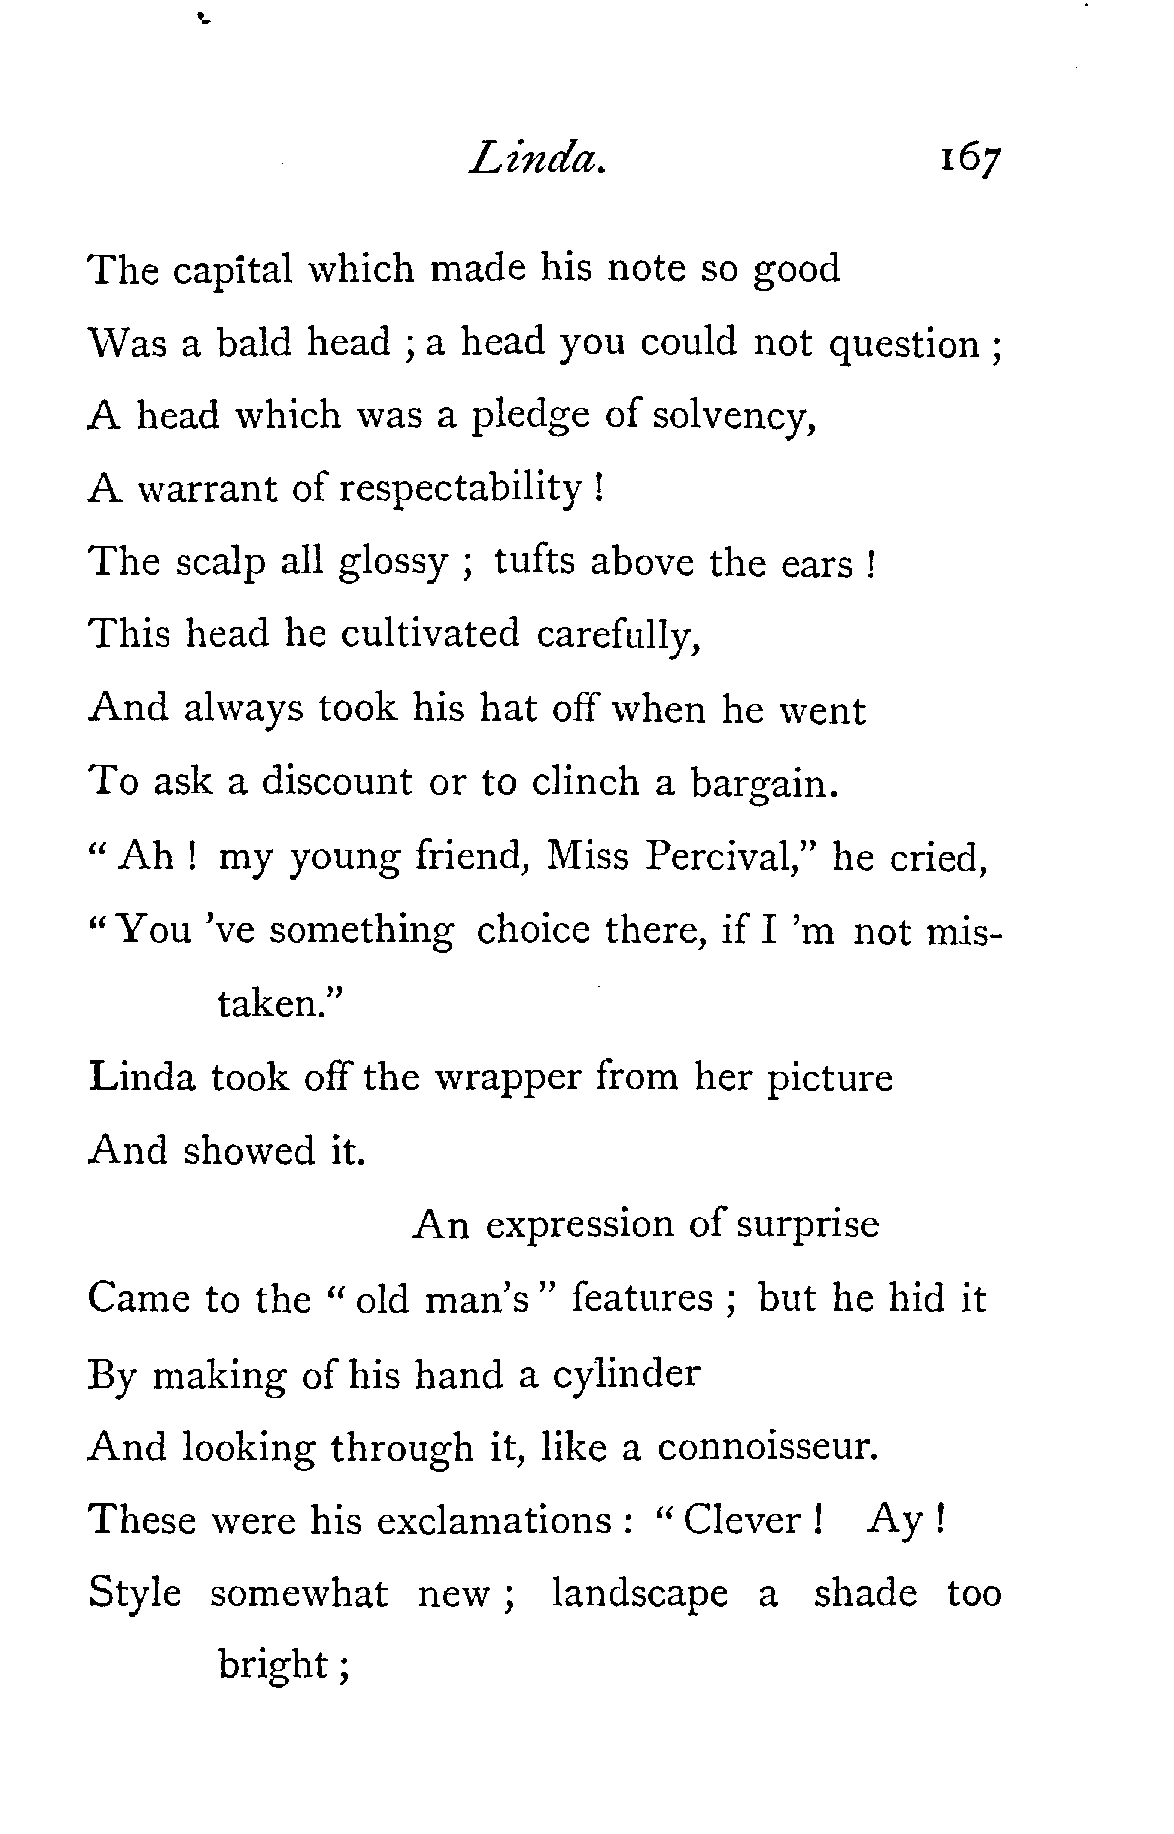 Linda. 167
The capital which made his note so good
Was a bald head ; a head you could not question ;
A head which was a pledge of solvency,
A warrant of respectability !
The scalp all glossy ; tufts above the ears !
This head he cultivated carefully,
And always took his hat off when he went
To ask a discount or to clinch a bargain.
“ Ah ! my young friend, Miss Percival,” he cried,
“ You 've something choice there, if I 'm not mis-
taken.”
Linda took off the wrapper from her picture
And showed it.
An expression of surprise
Came to the “ old man's ” features ; but he hid it
By making of his hand a cylinder
And looking through it, like a connoisseur.
These were his exclamations : “ Clever ! Ay !
Style somewhat new ; landscape a shade too
bright ;